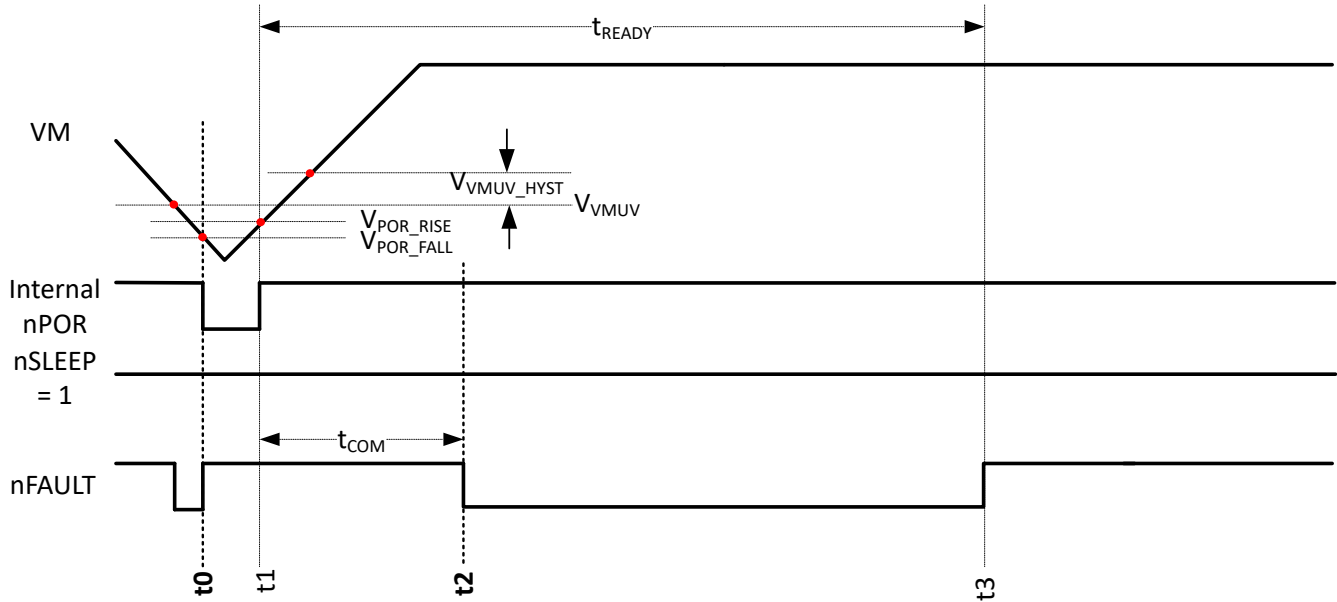 tREADY
VM
VVMUV_HYST
VVMUV
VPOR_RISE
VPOR_FALL
Internal
nPOR
nSLEEP
= 1
tCOM
nFAULT
t0
t1
t2
t3